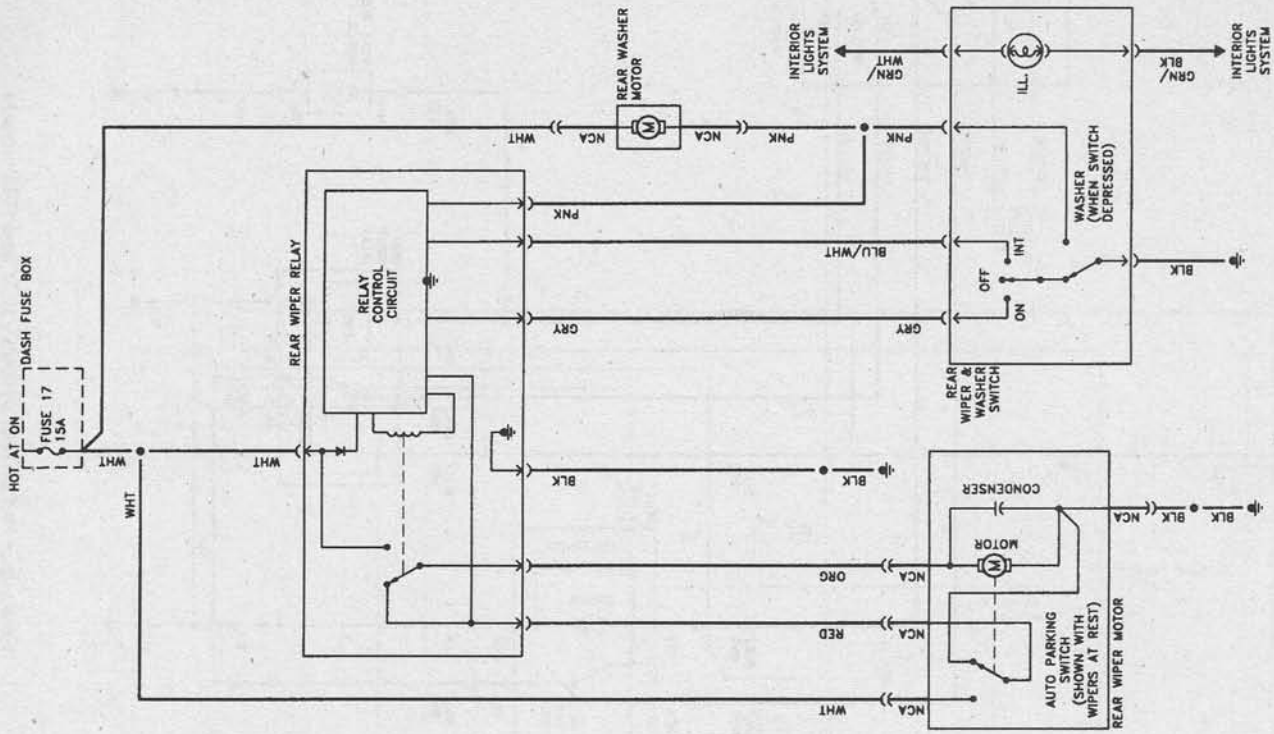 HOT AT ON
DASH FUSE BOX
FUSE 17
15A
WHT
WHT
WHT
WHT
REAR WIPER RELAY
RELAY
CONTROL
CIRCUIT
PNK
BLU/WHT
GRY
BLK
BLK
ORG
RED
WHT
NCA
NCA
NCA
WHT
NCA
REAR WASHER
MOTOR
M
NCA
PNK
PNK
GRY
INTERIOR
LIGHTS
SYSTEM
GRN/
WHT
ILL.
GRN/
BLK
INTERIOR
LIGHTS
SYSTEM
WASHER
(WHEN SWITCH
DEPRESSED)
INT
OFF
ON
BLK
REAR
WIPER &
WASHER
SWITCH
CONDENSER
MOTOR
M
NCA
BLK
BLK
AUTO PARKING
SWITCH
(SHOWN WITH
WIPERS AT REST)
REAR WIPER MOTOR